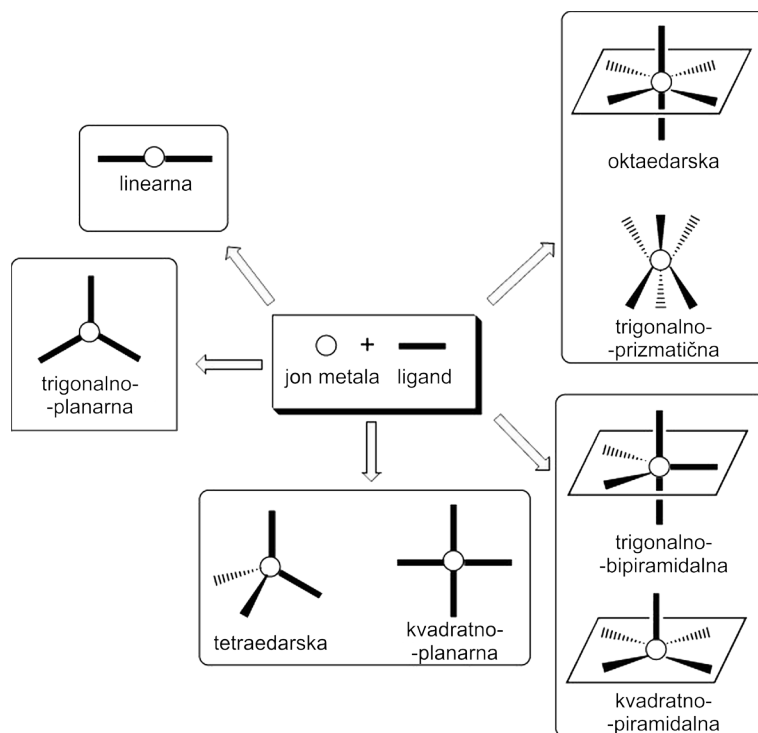 linearna
trigonalno-
-planarna
+
jon metala ligand
tetraedarska
kvadratno-
-planarna
oktaedarska
trigonalno-
-prizmatična
trigonalno-
-bipiramidalna
kvadratno-
-piramidalna